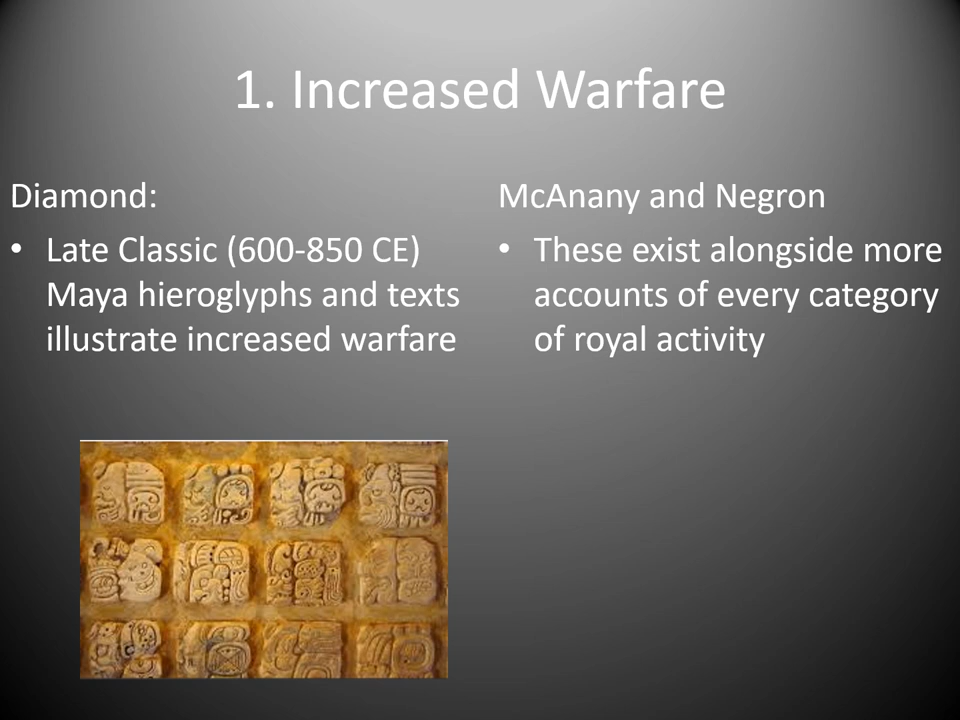 1. Increased Warfare
Diamond:
• Late Classic (600-850 CE)
Maya hieroglyphs and texts
illustrate increased warfare
McAnany and Negron
• These exist alongside more
accounts of every category
of royal activity